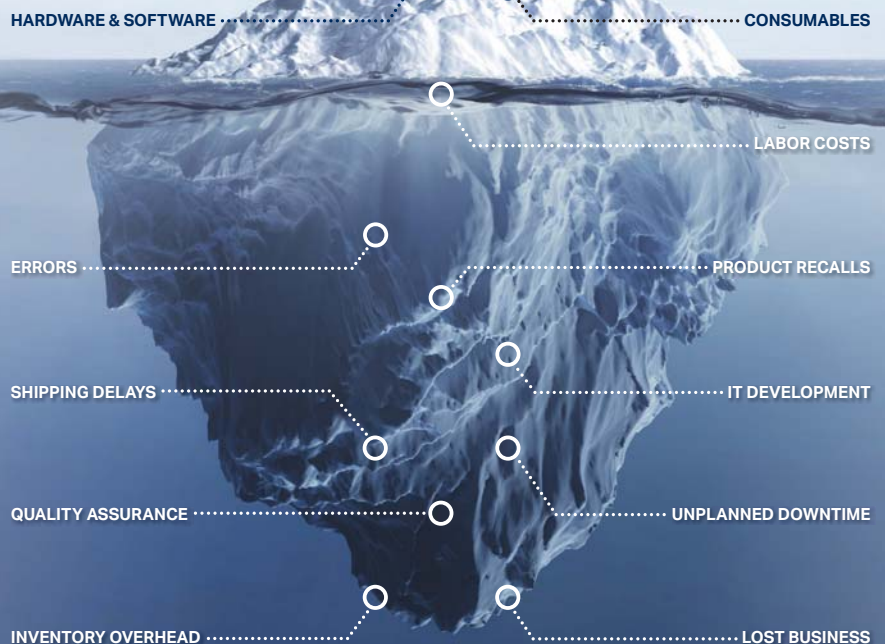 HARDWARE & SOFTWARE
CONSUMABLES
LABOR COSTS
ERRORS
PRODUCT RECALLS
SHIPPING DELAYS
IT DEVELOPMENT
QUALITY ASSURANCE
UNPLANNED DOWNTIME
INVENTORY OVERHEAD
LOST BUSINESS